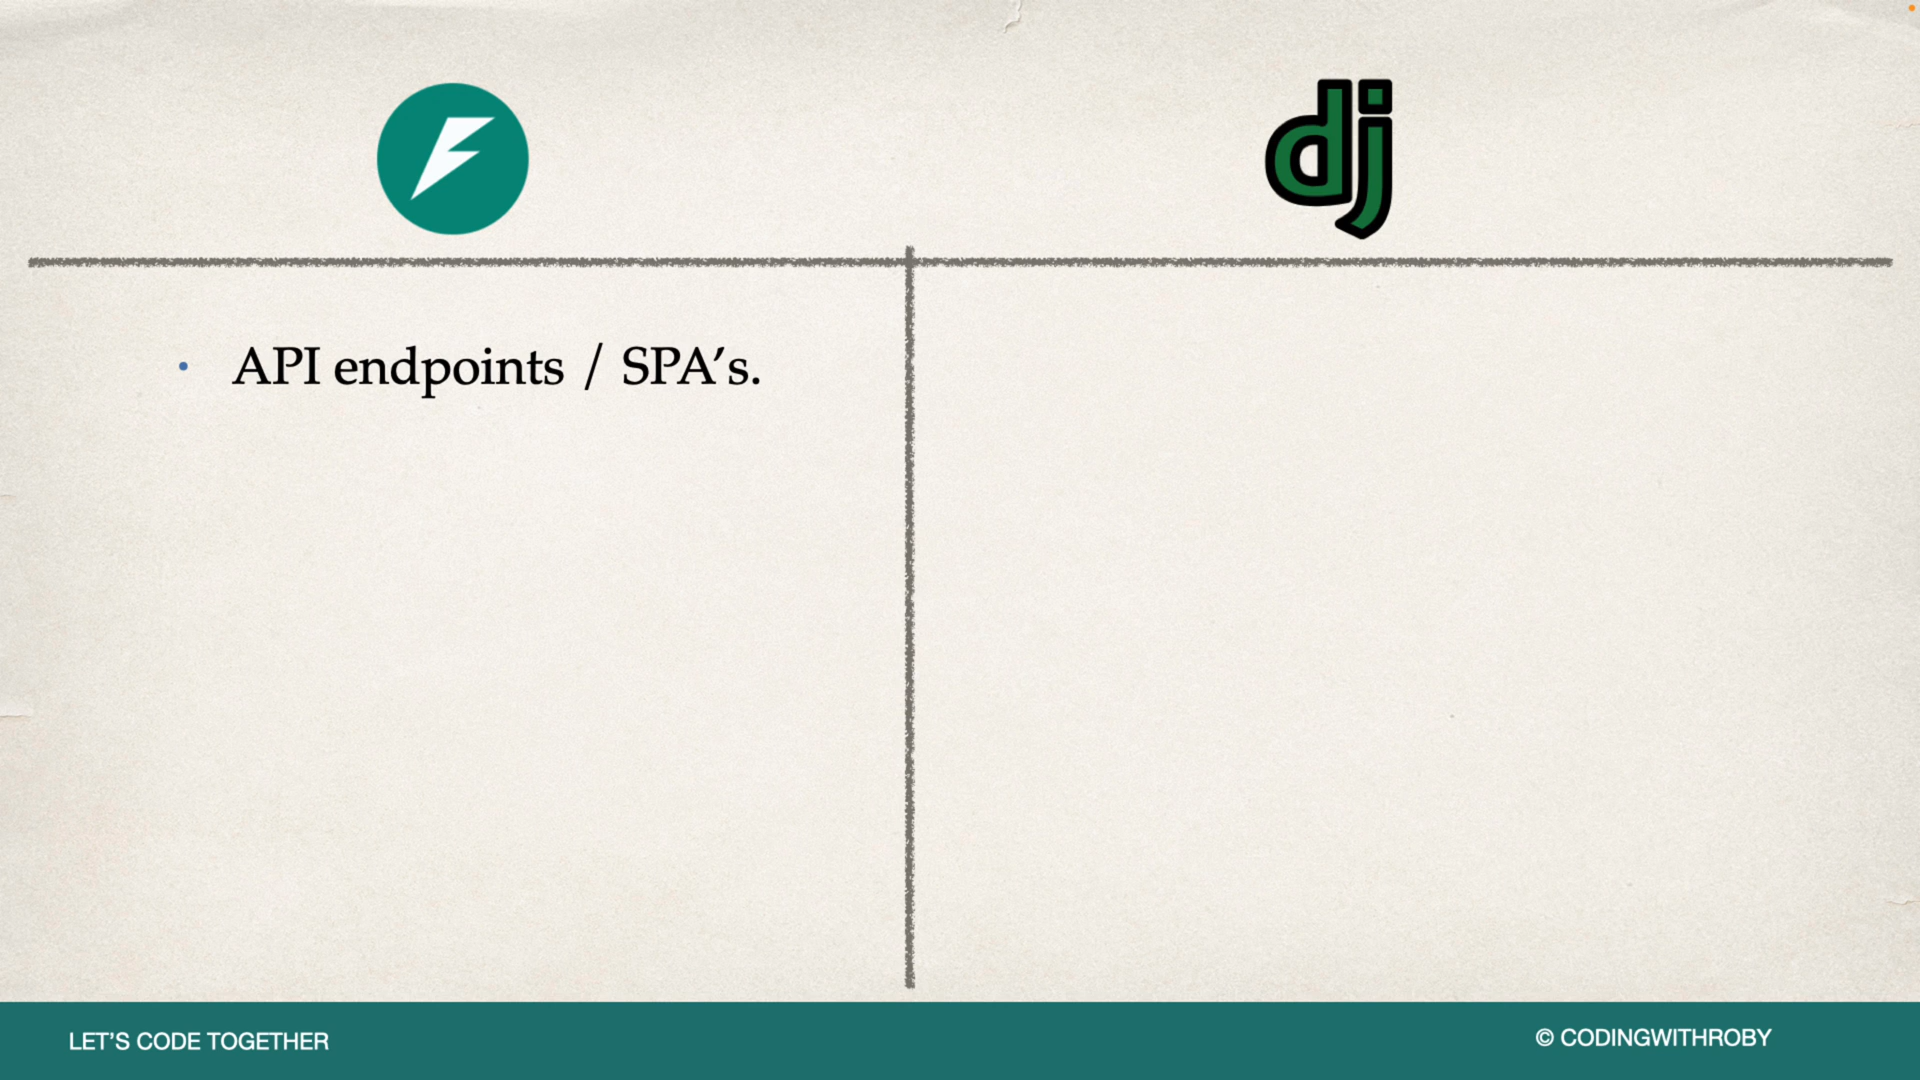 dj
• API endpoints / SPA’s.
LET’S CODE TOGETHER
© CODINGWITHROBY